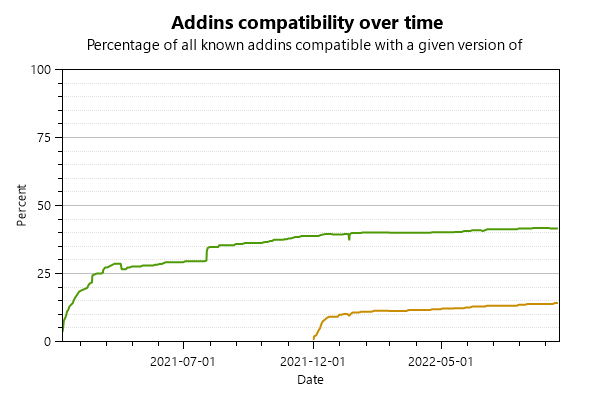 Addins compatibility over time
Percentage of all known addins compatible with a given version of
100
75
50
25
0
Percent
2021-07-01 2021-12-01 2022-05-01
Date